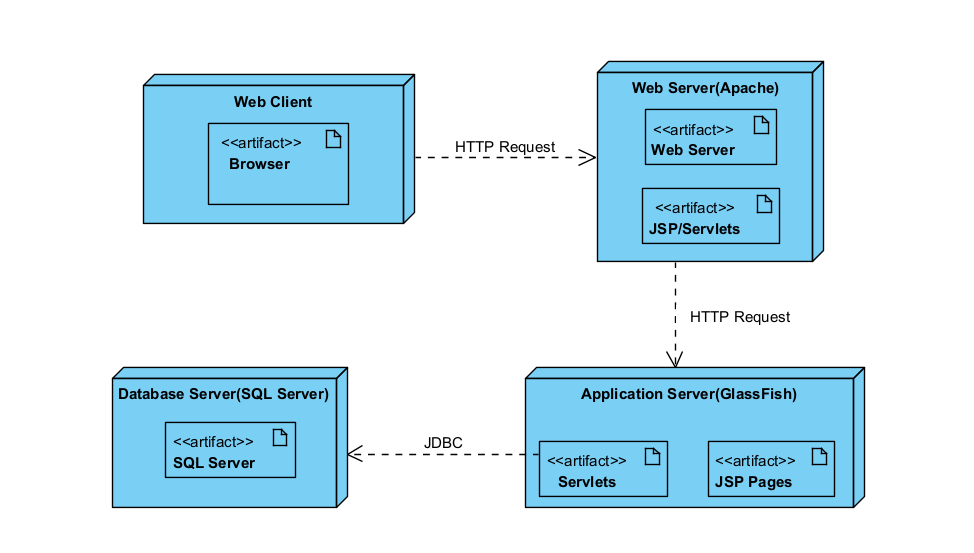 Web Client
<<artifact>>
Browser
HTTP Request
Web Server(Apache)
<<artifact>>
Web Server
<<artifact>>
JSP/Servlets
HTTP Request
Database Server(SQL Server)
<<artifact>>
SQL Server
JDBC
Application Server(GlassFish)
<<artifact>>
Servlets
<<artifact>>
JSP Pages